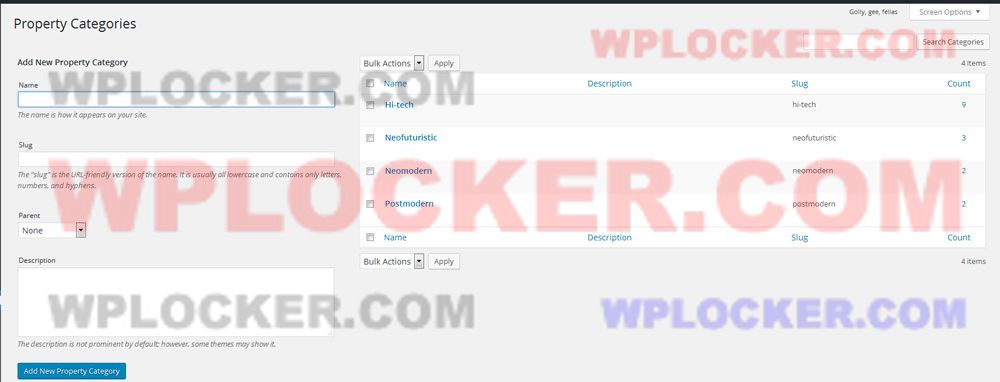 Golly, gee, fellas
Screen Options
Property Categories
WPLOCKER.COM
Search Categories
Add New Property Category
Bulk Actions Apply 4 items
Name
WPLOCKER.COM
Name Description Slug Count
The name is how it appears on your site.
Hi-tech hi-tech 9
Slug
Neofuturistic neofuturistic 3
The "slug" is the URL-friendly version of the name. It is usually all lowercase and contains only letters,
numbers, and hyphens.
WPLOCKER.COM
Neomodern neomodern 2
Postmodern postmodern 2
Parent
None
Name Description Slug Count
Bulk Actions Apply 4 items
Description
WPLOCKER.COM
WPLOCKER.COM
The description is not prominent by default; however, some themes may show it.
Add New Property Category